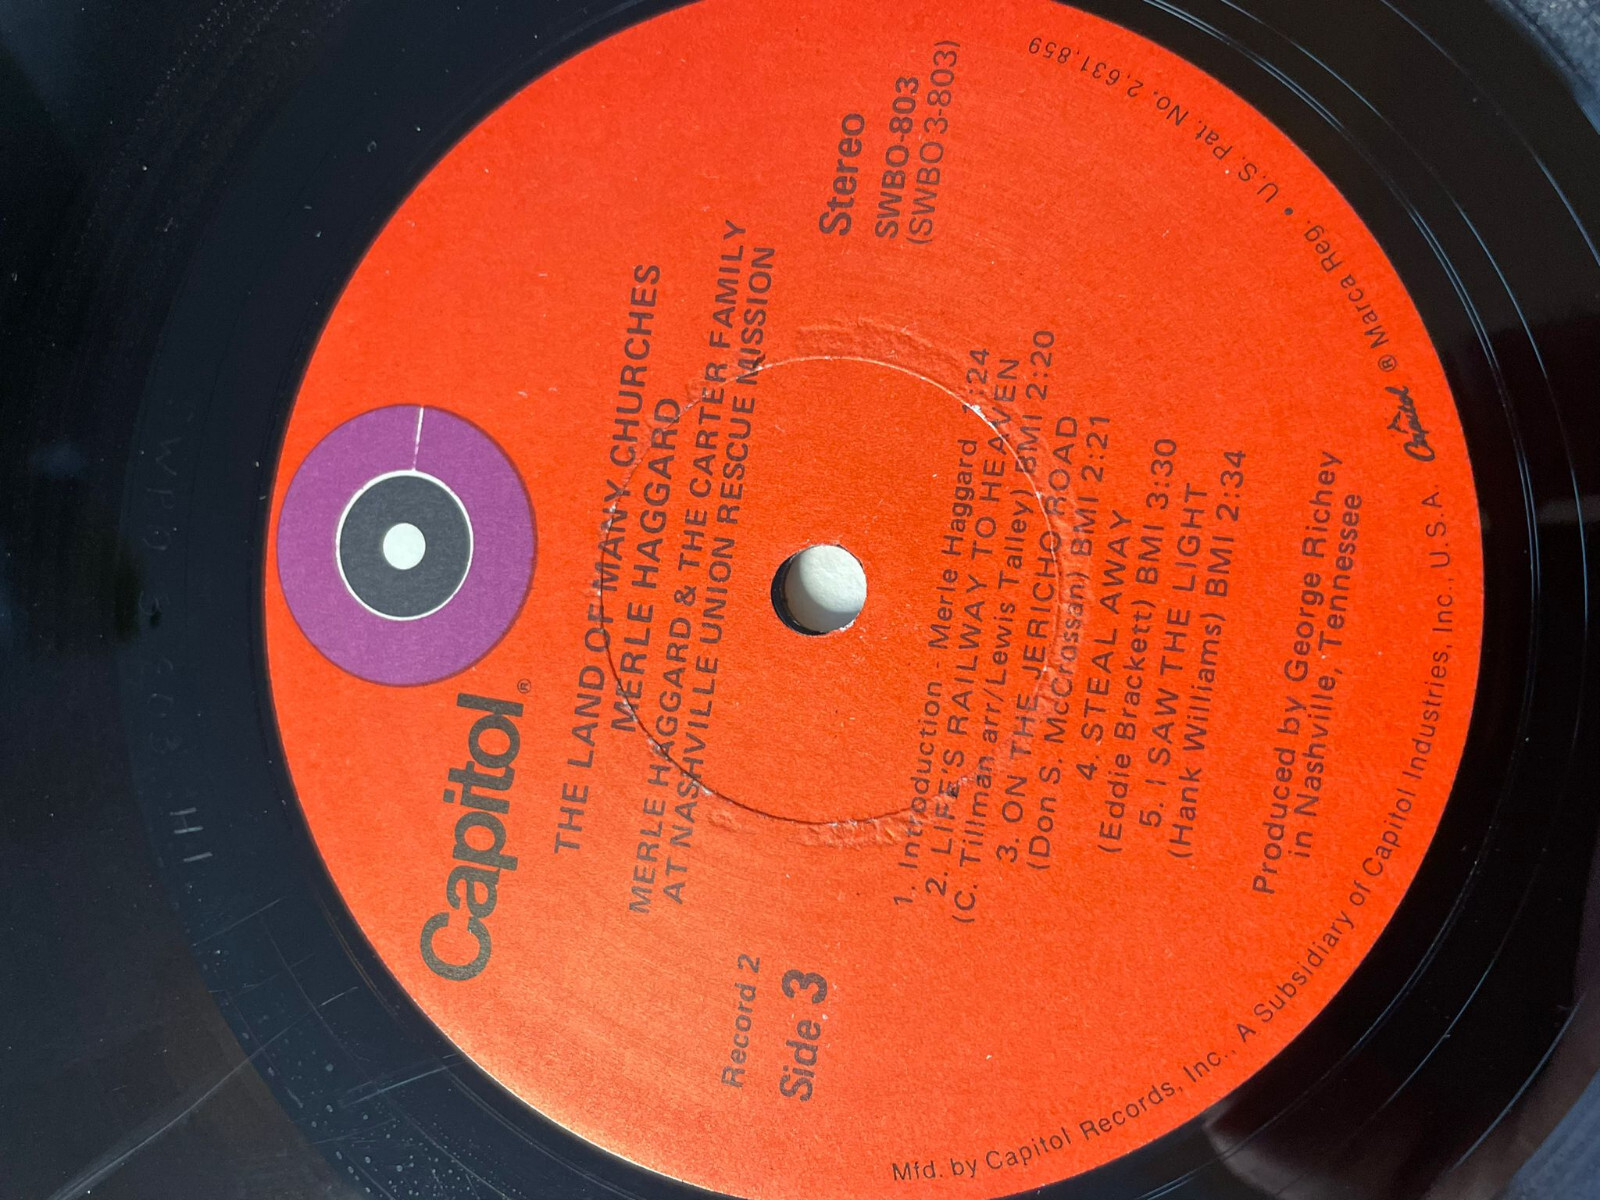 Capitol®
THE LAND OF MANY CHURCHES
MERLE HAGGARD
MERLE HAGGARD & THE CARTER FAMILY
AT NASHVILLE UNION RESCUE MISSION
Record 2
Side 3
Stereo
SWBO-803
(SWBO 3-803)
1. Introduction - Merle Haggard 1:24
2. LIFE'S RAILWAY TO HEAVEN
(C. Tillman arr/Lewis Talley) BMI 2:20
3. ON THE JERICHO ROAD
(Don S. McCrossan) BMI 2:21
4. STEAL AWAY
(Eddie Brackett) BMI 3:30
5. I SAW THE LIGHT
(Hank Williams) BMI 2:34
Produced by George Richey
in Nashville, Tennessee
Mfd. by Capitol Records, Inc., A Subsidiary of Capitol Industries, Inc., U.S.A. Capitol ® Marca Reg. • U.S. Pat. No. 2,631,859